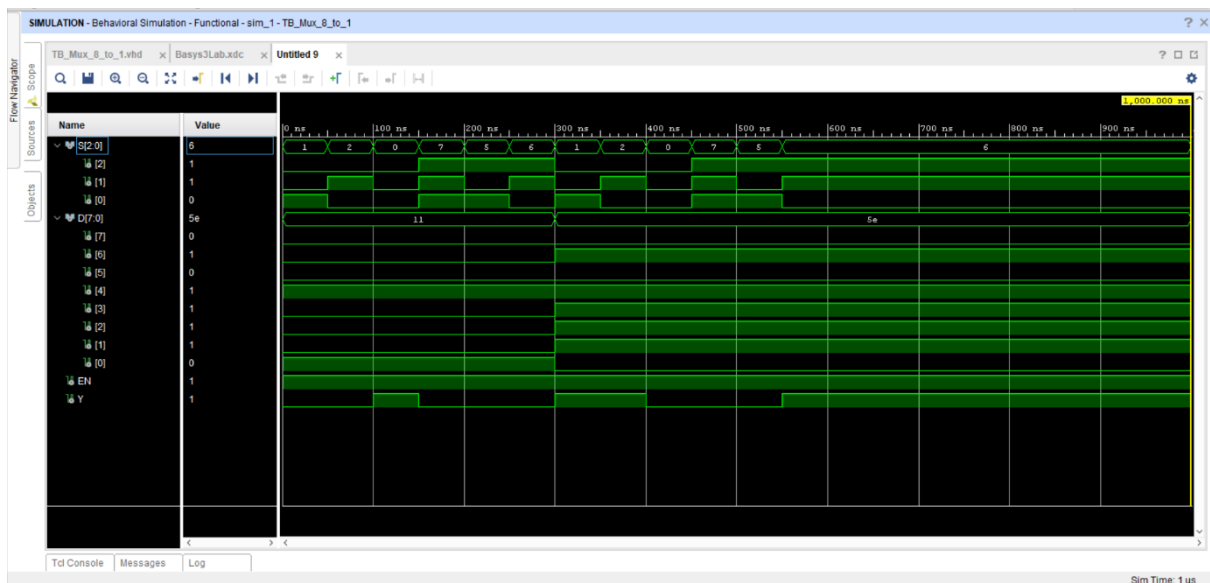 SIMULATION - Behavioral Simulation - Functional - sim_1 - TB_Mux_8_to_1
? ×
Flow Navigator
Scope
Sources
Objects
TB_Mux_8_to_1.vhd × Basys3Lab.xdc × Untitled 9 ×
?
1,000.000 ns
Name Value
0 ns 100 ns 200 ns 300 ns 400 ns 500 ns 600 ns 700 ns 800 ns 900 ns
S[2:0] 6 1 2 0 7 5 6 1 2 0 7 5 6
[2] 1
[1] 1
[0] 0
D[7:0] 5e 11 5e
[7] 0
[6] 1
[5] 0
[4] 1
[3] 1
[2] 1
[1] 1
[0] 0
EN 1
Y 1
Tcl Console Messages Log
Sim Time: 1 us